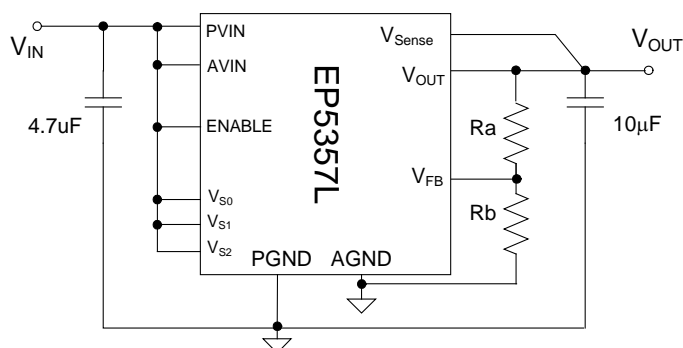 VIN
4.7uF
PVIN
AVIN
ENABLE
VS0
VS1
VS2
PGND
AGND
EP5357L
VSense
VOUT
VFB
Ra
Rb
VOUT
10μF